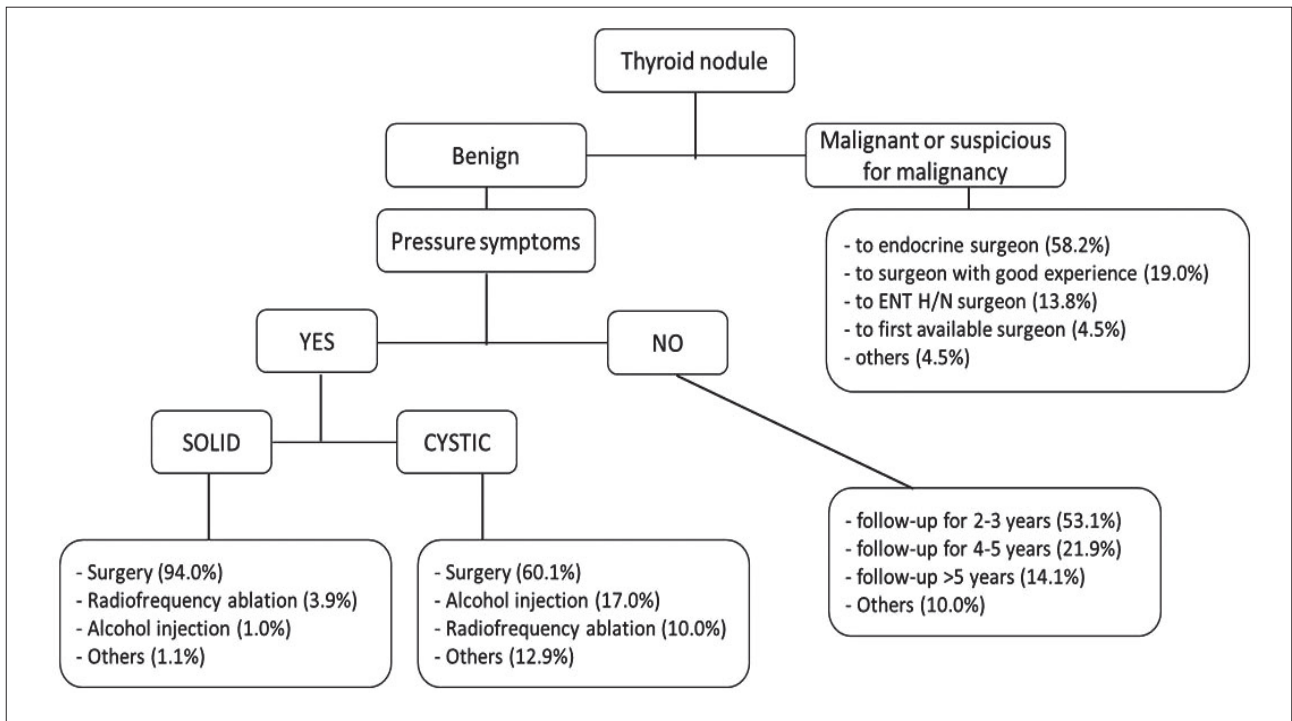 Thyroid nodule
Benign
Malignant or suspicious
for malignancy
Pressure symptoms
- to endocrine surgeon (58.2%)
- to surgeon with good experience (19.0%)
- to ENT H/N surgeon (13.8%)
- to first available surgeon (4.5%)
- others (4.5%)
YES
NO
SOLID
CYSTIC
- follow-up for 2-3 years (53.1%)
- follow-up for 4-5 years (21.9%)
- follow-up >5 years (14.1%)
- Others (10.0%)
- Surgery (94.0%)
- Radiofrequency ablation (3.9%)
- Alcohol injection (1.0%)
- Others (1.1%)
- Surgery (60.1%)
- Alcohol injection (17.0%)
- Radiofrequency ablation (10.0%)
- Others (12.9%)